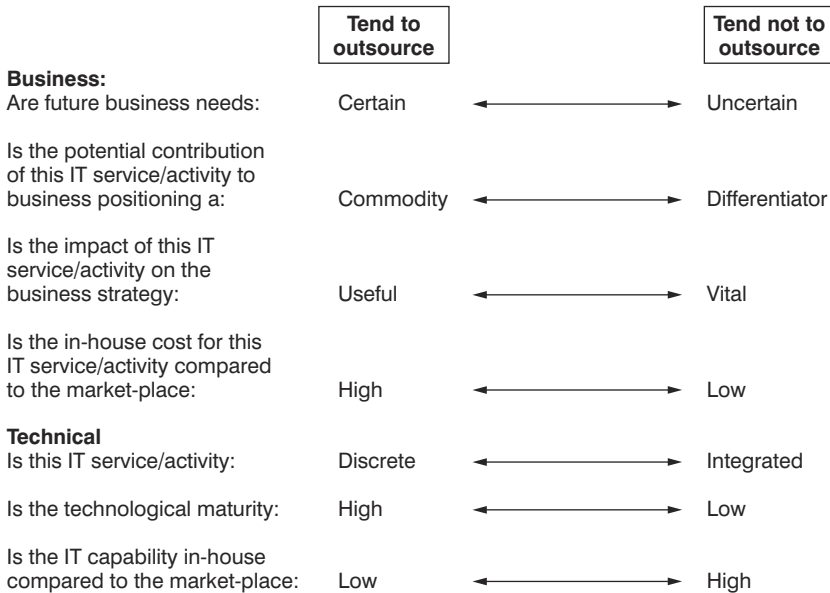 Tend to outsource
Tend not to outsource
Business:
Are future business needs: Certain Uncertain
Is the potential contribution
of this IT service/activity to
business positioning a: Commodity Differentiator
Is the impact of this IT
service/activity on the
business strategy: Useful Vital
Is the in-house cost for this
IT service/activity compared
to the market-place: High Low
Technical
Is this IT service/activity: Discrete Integrated
Is the technological maturity: High Low
Is the IT capability in-house
compared to the market-place: Low High